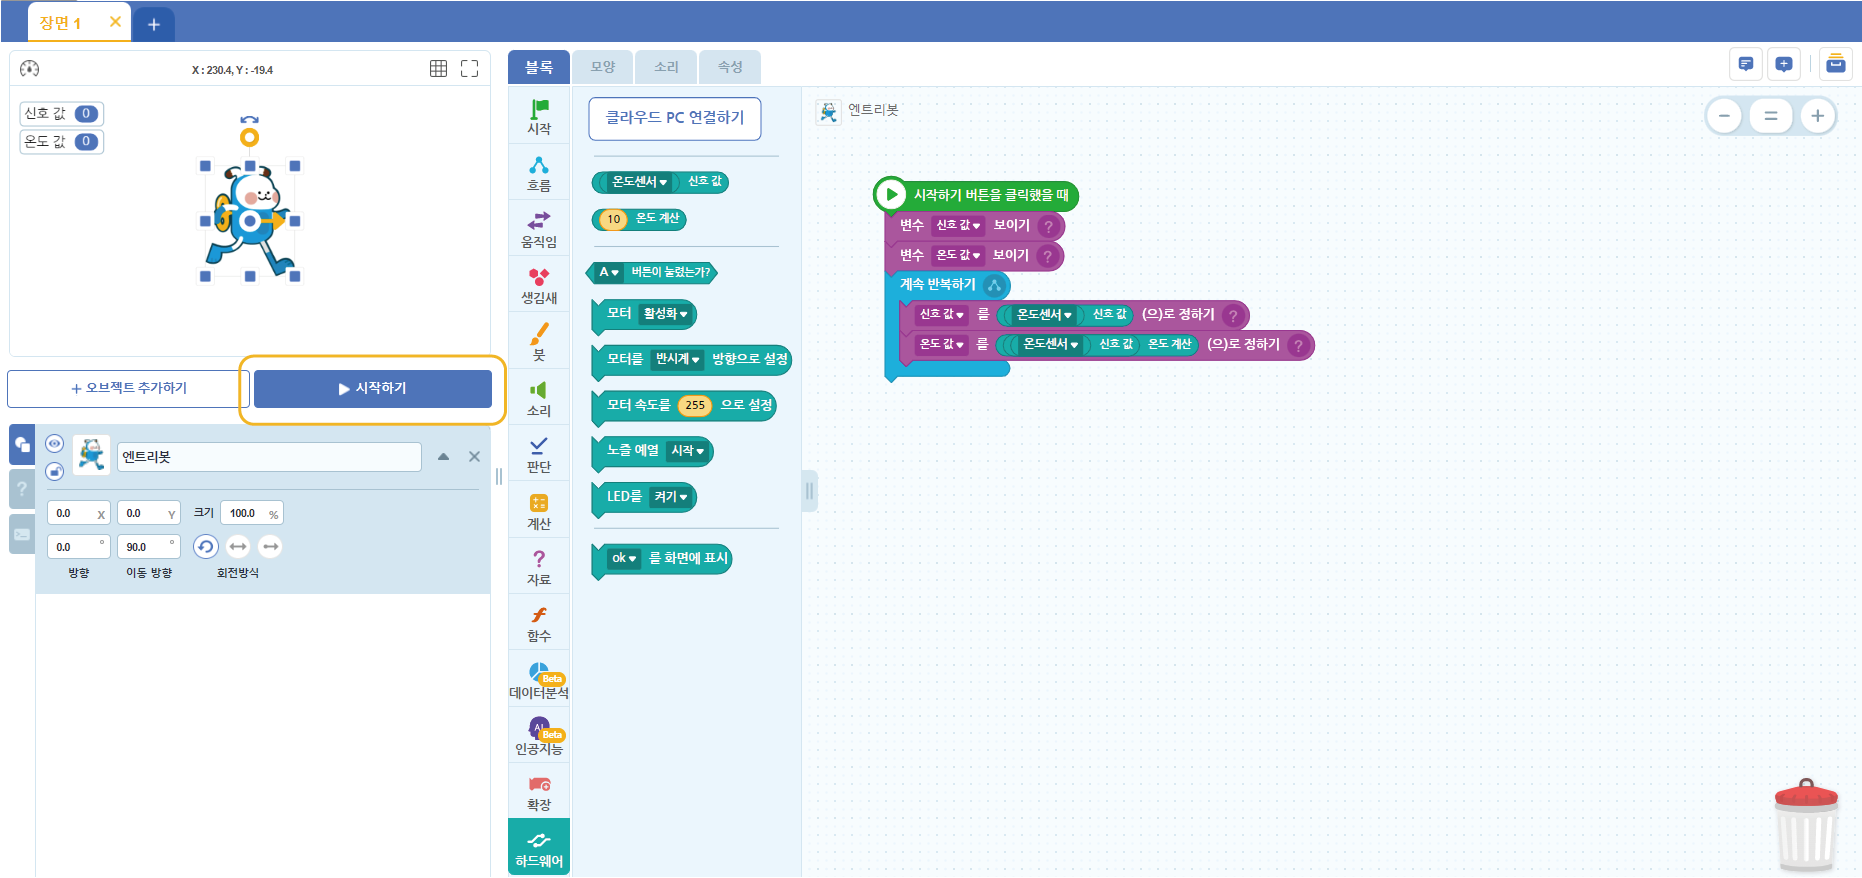 장면 1
X : 230.4, Y : -19.4
신호 값 0
온도 값 0
+ 오브젝트 추가하기
시작하기
엔트리봇
0.0 X
0.0 Y
크기 100.0 %
0.0 °
90.0 °
방향
이동 방향
회전방식
블록
모양
소리
속성
시작
흐름
움직임
생김새
붓
소리
판단
계산
자료
함수
Beta
데이터분석
AI
Beta
인공지능
확장
하드웨어
클라우드 PC 연결하기
온도센서 신호 값
10 온도 계산
A 버튼이 눌렸는가?
모터 활성화
모터를 반시계 방향으로 설정
모터 속도를 255 으로 설정
노즐 예열 시작
LED를 켜기
ok 를 화면에 표시
엔트리봇
시작하기 버튼을 클릭했을 때
변수 신호 값 보이기 ?
변수 온도 값 보이기 ?
계속 반복하기
신호 값 를 온도센서 신호 값 (으)로 정하기 ?
온도 값 를 온도센서 신호 값 온도 계산 (으)로 정하기 ?